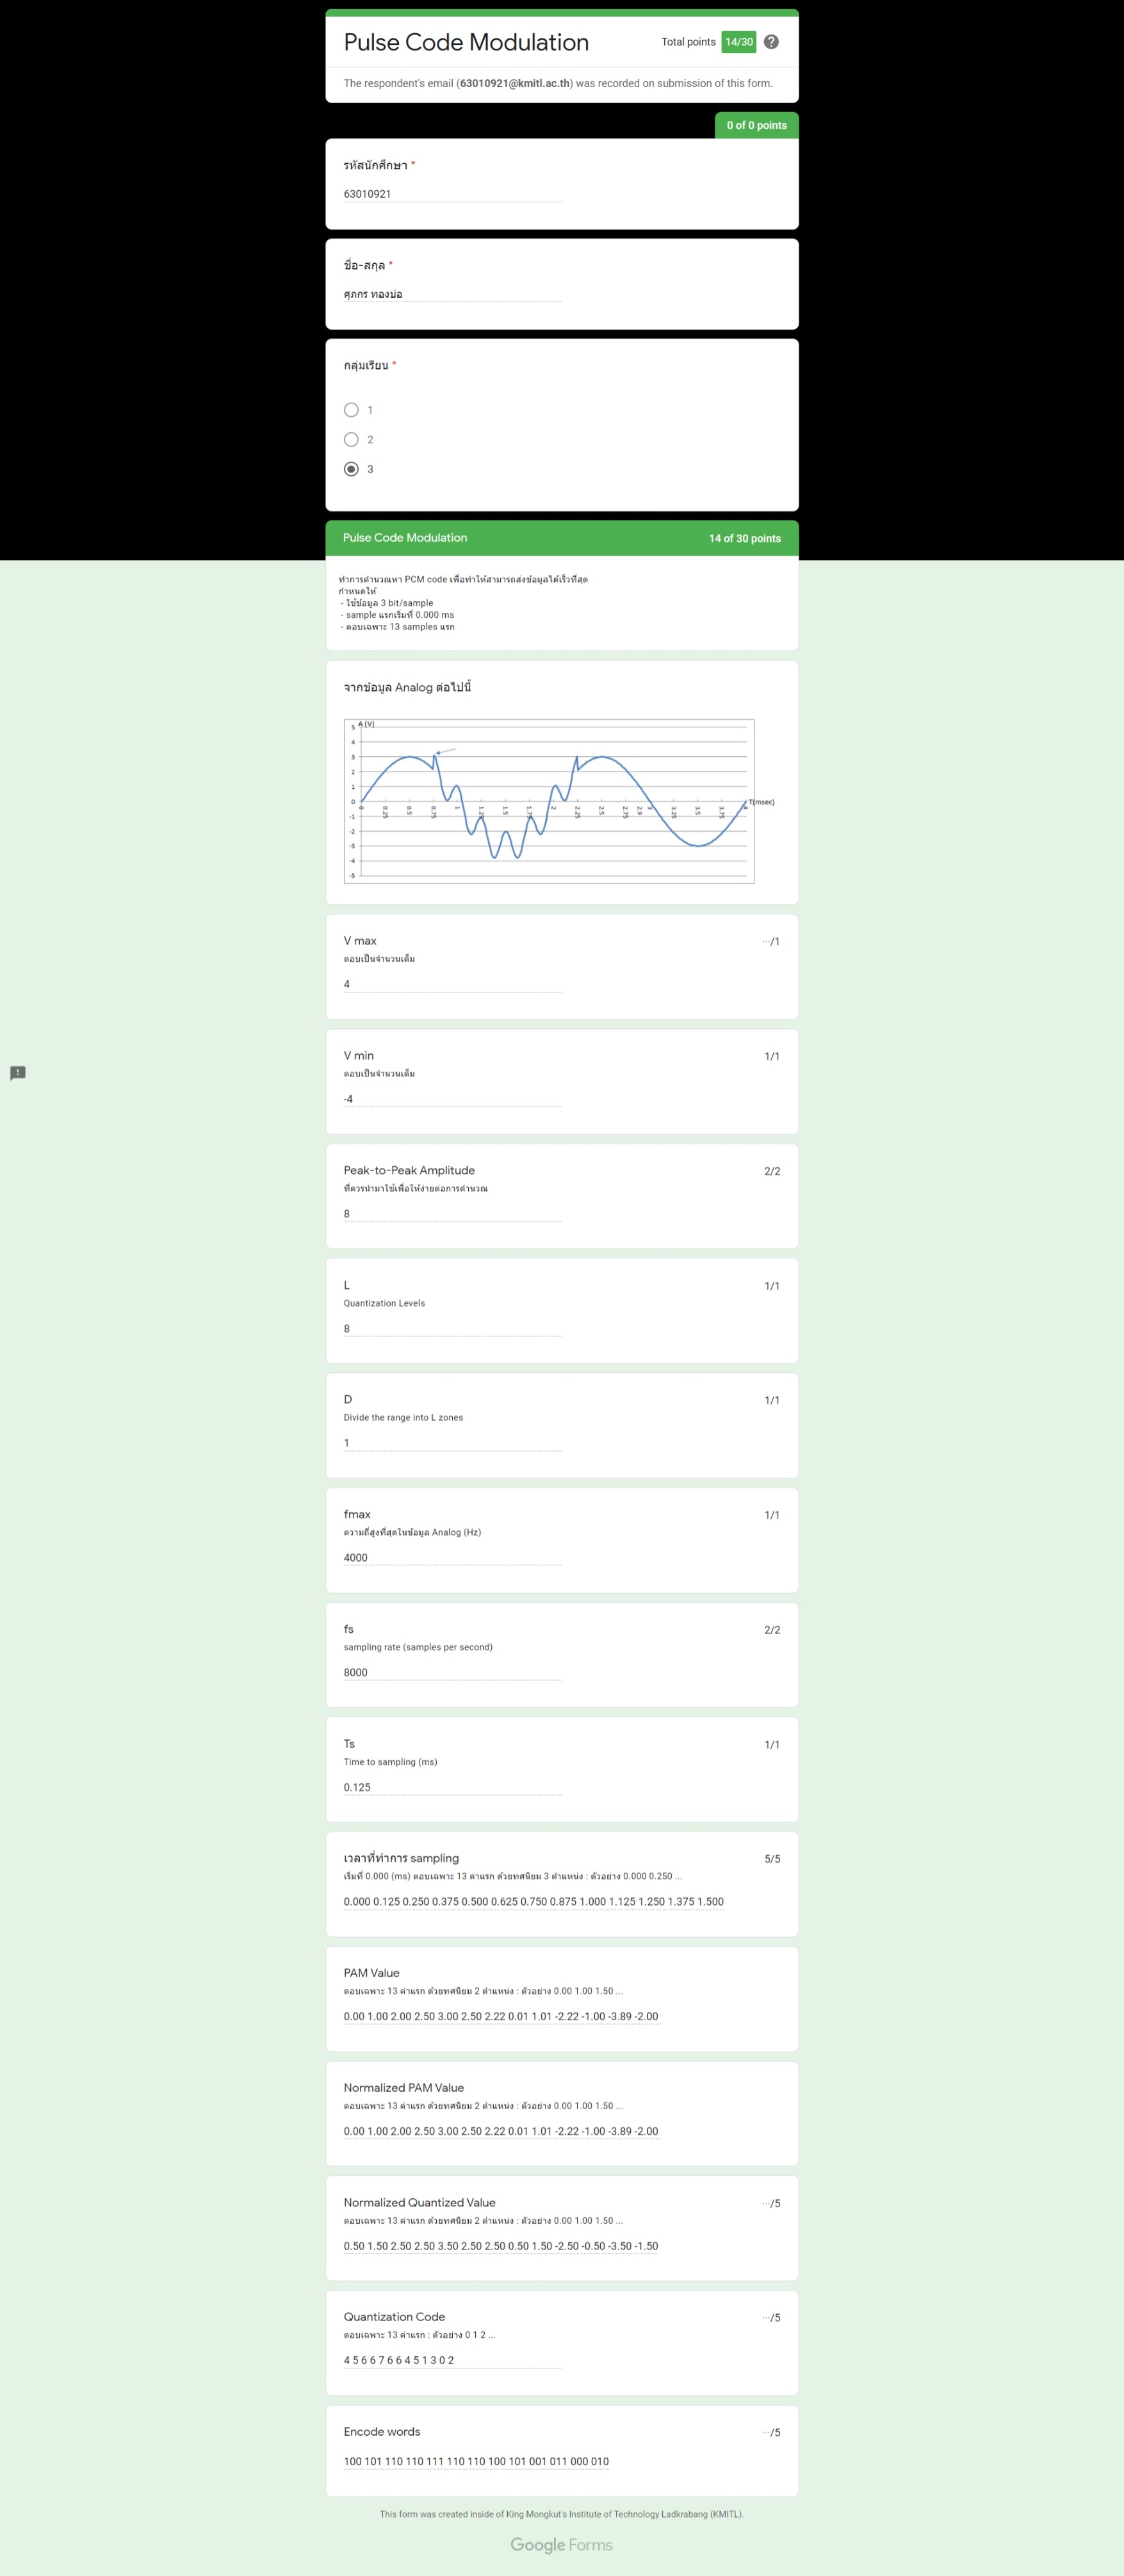 Pulse Code Modulation
Total points 14/30
The respondent's email (63010921@kmitl.ac.th) was recorded on submission of this form.
0 of 0 points
รหัสนักศึกษา *
63010921
ชื่อ-สกุล *
ศุภกร ทองบ่อ
กลุ่มเรียน *
1
2
3
Pulse Code Modulation
14 of 30 points
ทำการคำนวณหา PCM code เพื่อทำให้สามารถส่งข้อมูลได้เร็วที่สุด
กำหนดให้
- ใช้ข้อมูล 3 bit/sample
- sample แรกเริ่มที่ 0.000 ms
- ตอบเฉพาะ 13 samples แรก
จากข้อมูล Analog ต่อไปนี้
A (V)
5
4
3
2
1
0
-1
-2
-3
-4
-5
0 0.25 0.5 0.75 1 1.25 1.5 1.75 2 2.25 2.5 2.75 2.9 3 3.25 3.5 3.75 4
T(msec)
V max
···/1
ตอบเป็นจำนวนเต็ม
4
V min
1/1
ตอบเป็นจำนวนเต็ม
-4
Peak-to-Peak Amplitude
2/2
ที่ควรนำมาใช้เพื่อให้ง่ายต่อการคำนวณ
8
L
1/1
Quantization Levels
8
D
1/1
Divide the range into L zones
1
fmax
1/1
ความถี่สูงที่สุดในข้อมูล Analog (Hz)
4000
fs
2/2
sampling rate (samples per second)
8000
Ts
1/1
Time to sampling (ms)
0.125
เวลาที่ทำการ sampling
5/5
เริ่มที่ 0.000 (ms) ตอบเฉพาะ 13 ค่าแรก ด้วยทศนิยม 3 ตำแหน่ง : ตัวอย่าง 0.000 0.250 ...
0.000 0.125 0.250 0.375 0.500 0.625 0.750 0.875 1.000 1.125 1.250 1.375 1.500
PAM Value
ตอบเฉพาะ 13 ค่าแรก ด้วยทศนิยม 2 ตำแหน่ง : ตัวอย่าง 0.00 1.00 1.50 ...
0.00 1.00 2.00 2.50 3.00 2.50 2.22 0.01 1.01 -2.22 -1.00 -3.89 -2.00
Normalized PAM Value
ตอบเฉพาะ 13 ค่าแรก ด้วยทศนิยม 2 ตำแหน่ง : ตัวอย่าง 0.00 1.00 1.50 ...
0.00 1.00 2.00 2.50 3.00 2.50 2.22 0.01 1.01 -2.22 -1.00 -3.89 -2.00
Normalized Quantized Value
···/5
ตอบเฉพาะ 13 ค่าแรก ด้วยทศนิยม 2 ตำแหน่ง : ตัวอย่าง 0.00 1.00 1.50 ...
0.50 1.50 2.50 2.50 3.50 2.50 2.50 0.50 1.50 -2.50 -0.50 -3.50 -1.50
Quantization Code
···/5
ตอบเฉพาะ 13 ค่าแรก : ตัวอย่าง 0 1 2 ...
4 5 6 6 7 6 6 4 5 1 3 0 2
Encode words
···/5
100 101 110 110 111 110 110 100 101 001 011 000 010
This form was created inside of King Mongkut's Institute of Technology Ladkrabang (KMITL).
Google Forms